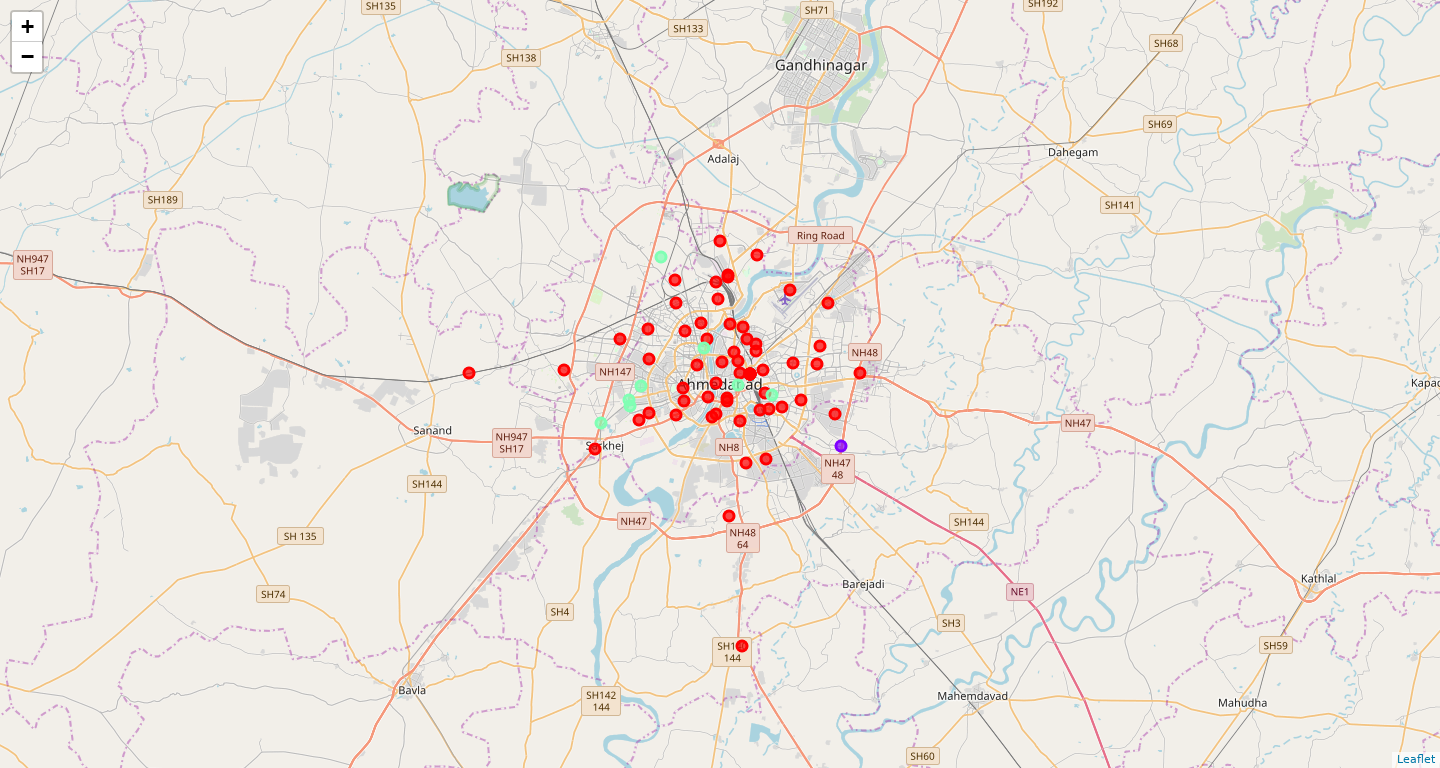 +
−
SH135
SH133
SH71
SH192
SH68
SH138
Gandhinagar
SH69
Adalaj
Dahegam
SH189
SH141
Ring Road
NH947
SH17
NH48
NH147
Ahmedabad
Kapad
NH47
Sanand
NH947
SH17
Sarkhej
NH8
NH47
48
SH144
NH47
SH144
SH 135
NH48
64
Barejadi
Kathlal
NE1
SH74
SH4
SH3
SH59
144
Bavla
SH142
144
Mahemdavad
Mahudha
SH60
Leaflet